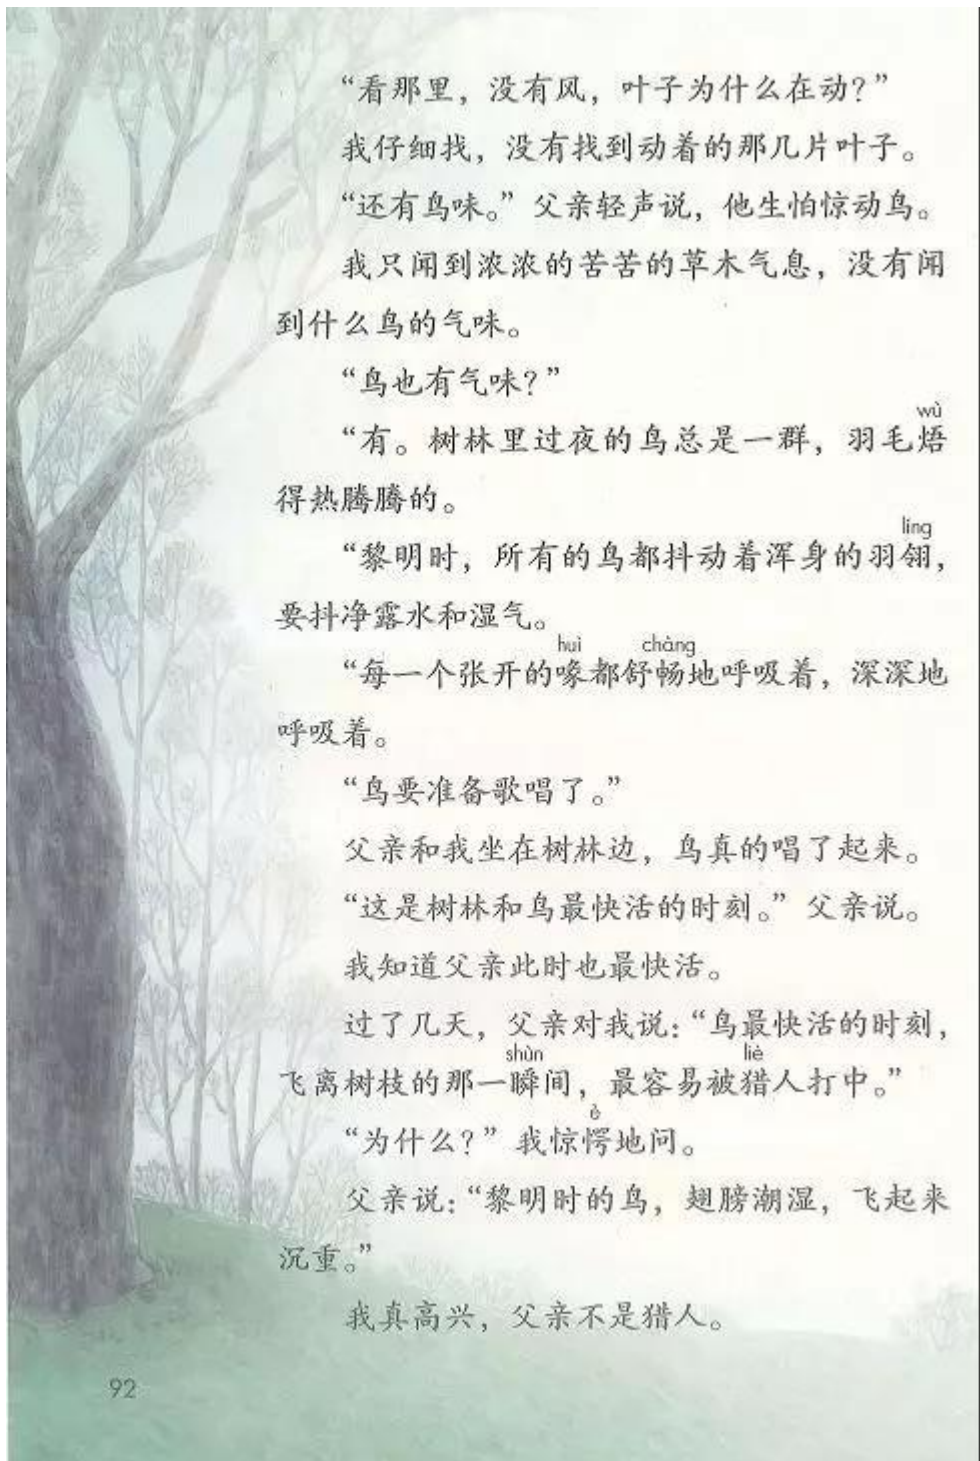 “看那里，没有风，叶子为什么在动？”
我仔细找，没有找到动着的那几片叶子。
“还有鸟味。”父亲轻声说，他生怕惊动鸟。
我只闻到浓浓的苦苦的草木气息，没有闻
到什么鸟的气味。
“鸟也有气味？”
wù
“有。树林里过夜的鸟总是一群，羽毛焐
得热腾腾的。
líng
“黎明时，所有的鸟都抖动着浑身的羽翎，
要抖净露水和湿气。
huì chàng
“每一个张开的喙都舒畅地呼吸着，深深地
呼吸着。
“鸟要准备歌唱了。”
父亲和我坐在树林边，鸟真的唱了起来。
“这是树林和鸟最快活的时刻。”父亲说。
我知道父亲此时也最快活。
过了几天，父亲对我说：“鸟最快活的时刻，
shùn liè
飞离树枝的那一瞬间，最容易被猎人打中。”
è
“为什么？”我惊愕地问。
父亲说：“黎明时的鸟，翅膀潮湿，飞起来
沉重。”
我真高兴，父亲不是猎人。
92